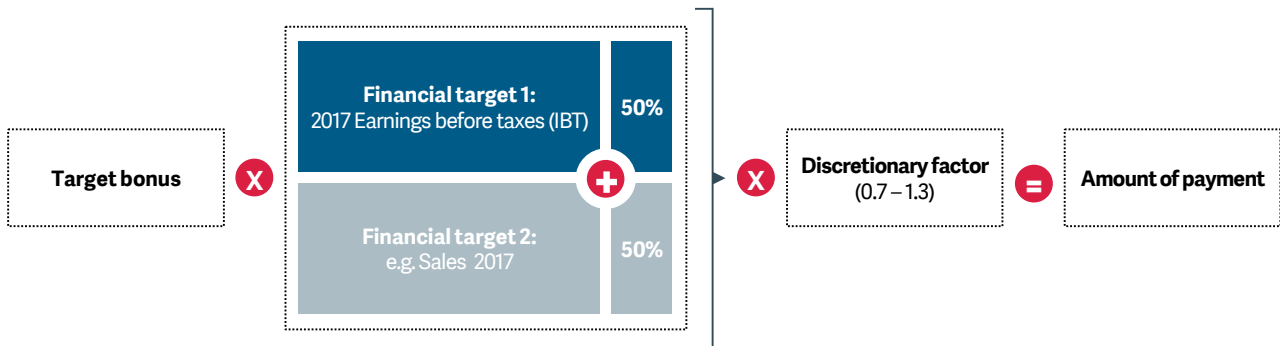 Target bonus
X
Financial target 1:
2017 Earnings before taxes (IBT)
50%
+
Financial target 2:
e.g. Sales 2017
50%
X
Discretionary factor
(0.7 – 1.3)
=
Amount of payment